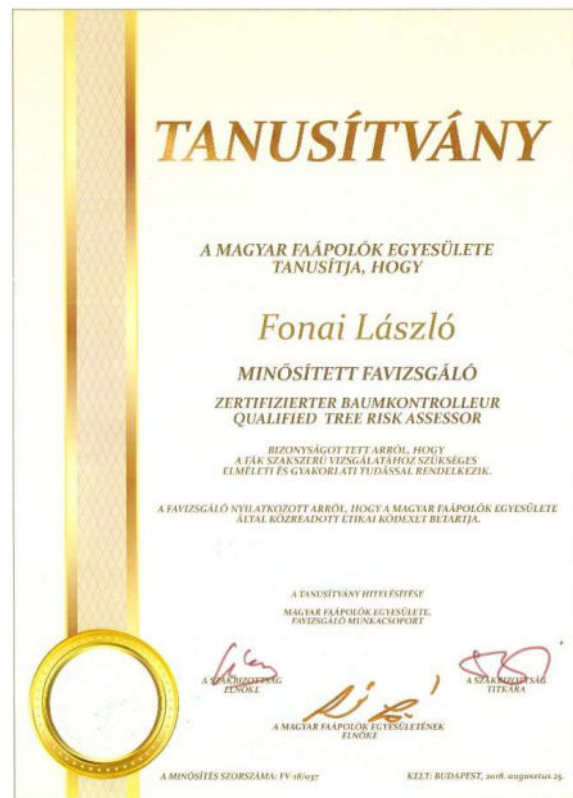 TANUSÍTVÁNY
A MAGYAR FAÁPOLÓK EGYESÜLETE
TANUSÍTJA, HOGY
Fonai László
MINŐSÍTETT FAVIZSGÁLÓ
ZERTIFIZIERTER BAUMKONTROLLEUR
QUALIFIED TREE RISK ASSESSOR
BIZONYSÁGOT TETT ARRÓL, HOGY
A FÁK SZAKSZERŰ VIZSGÁLATÁHOZ SZÜKSÉGES
ELMÉLETI ÉS GYAKORLATI TUDÁSSAL RENDELKEZIK.
A FAVIZSGÁLÓ NYILATKOZOTT ARRÓL, HOGY A MAGYAR FAÁPOLÓK EGYESÜLETE
ÁLTAL KÖZREADOTT ETIKAI KÓDEXET BETARTJA.
A TANUSÍTVÁNY HITELESÍTÉSE
MAGYAR FAÁPOLÓK EGYESÜLETE,
FAVIZSGÁLÓ MUNKACSOPORT
A SZAKBIZOTTSÁG
ELNÖKE
A SZAKBIZOTTSÁG
TITKÁRA
A MAGYAR FAÁPOLÓK EGYESÜLETÉNEK
ELNÖKE
A MINŐSÍTÉS SZORSZÁMA: FV-18/037
KELT: BUDAPEST, 2018. augusztus 25.